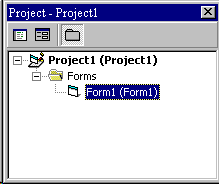 Project - Project1
Project1 (Project1)
Forms
Form1 (Form1)